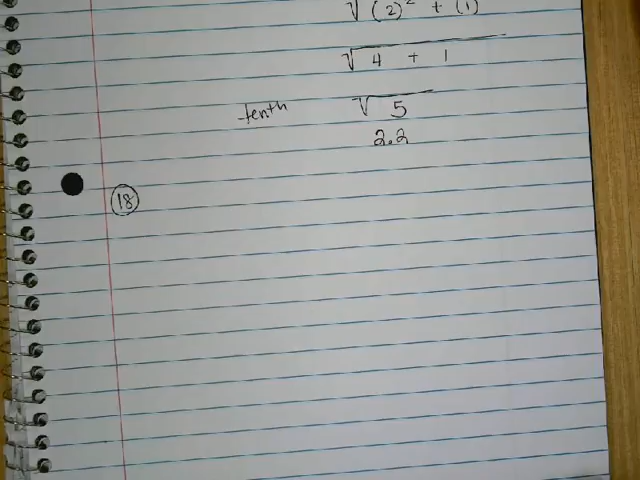 √(2)² + (1)
√4 + 1
tenth √5
2.2
18